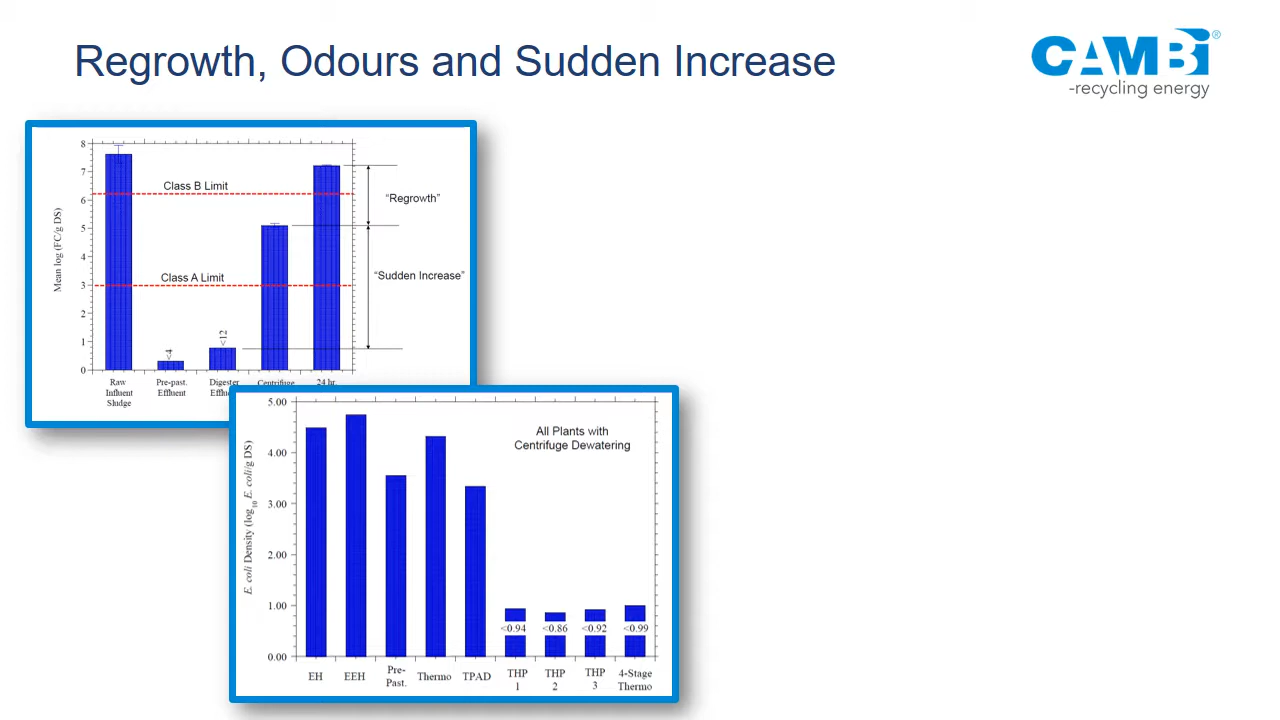 Regrowth, Odours and Sudden Increase
CAMBI®
-recycling energy
8
7
6
5
4
3
2
1
0
Mean log (FC/g DS)
Class B Limit
Class A Limit
"Regrowth"
"Sudden Increase"
<4
<12
Raw
Influent
Sludge
Pre-past.
Effluent
Digester
Centrifuge
24 hr.
5.00
4.00
3.00
2.00
1.00
0.00
E. coli Density (log10 E. coli/g DS)
All Plants with
Centrifuge Dewatering
<0.94
<0.86
<0.92
<0.99
EH
EEH
Pre-
Past.
Thermo
TPAD
THP
1
THP
2
THP
3
4-Stage
Thermo